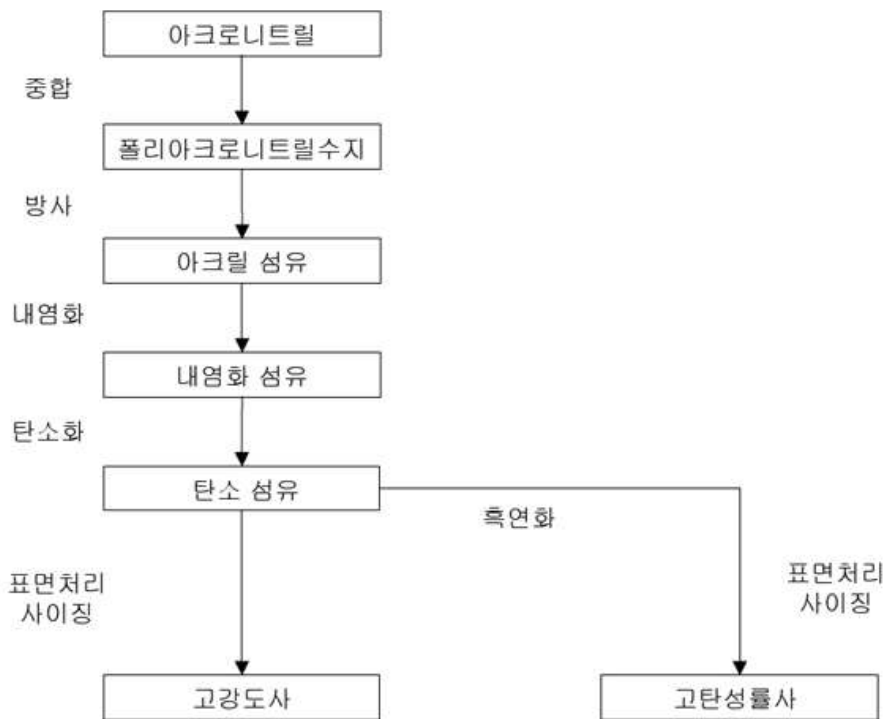 아크로니트릴
중합
폴리아크로니트릴수지
방사
아크릴 섬유
내염화
내염화 섬유
탄소화
탄소 섬유
흑연화
표면처리
사이징
표면처리
사이징
고강도사
고탄성률사